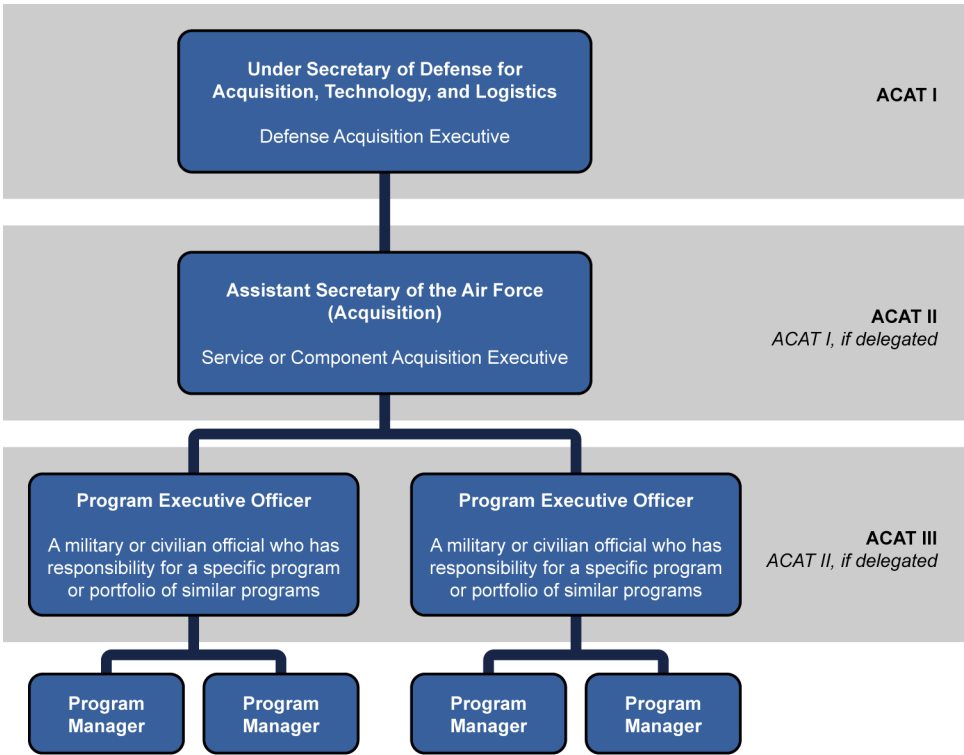 Under Secretary of Defense for
Acquisition, Technology, and Logistics
Defense Acquisition Executive
ACAT I
Assistant Secretary of the Air Force
(Acquisition)
Service or Component Acquisition Executive
ACAT II
ACAT I, if delegated
Program Executive Officer
A military or civilian official who has
responsibility for a specific program
or portfolio of similar programs
Program Executive Officer
A military or civilian official who has
responsibility for a specific program
or portfolio of similar programs
ACAT III
ACAT II, if delegated
Program
Manager
Program
Manager
Program
Manager
Program
Manager